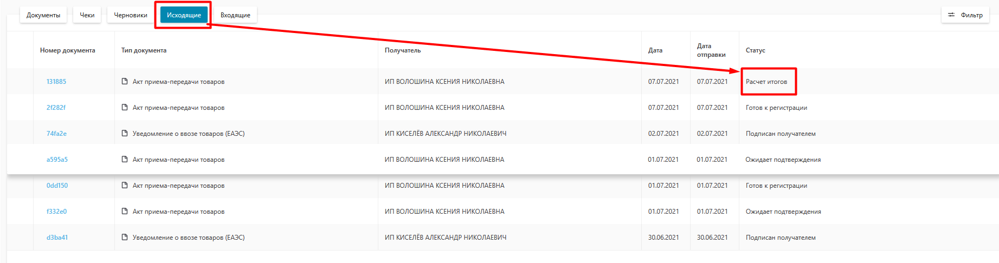 Документы Чеки Черновики Исходящие Входящие Фильтр
Номер документа Тип документа Получатель Дата Дата отправки Статус
131885 Акт приема-передачи товаров ИП ВОЛОШИНА КСЕНИЯ НИКОЛАЕВНА 07.07.2021 07.07.2021 Расчет итогов
2f282f Акт приема-передачи товаров ИП ВОЛОШИНА КСЕНИЯ НИКОЛАЕВНА 07.07.2021 07.07.2021 Готов к регистрации
74fa2e Уведомление о ввозе товаров (ЕАЭС) ИП КИСЕЛЁВ АЛЕКСАНДР НИКОЛАЕВИЧ 02.07.2021 02.07.2021 Подписан получателем
a595a5 Акт приема-передачи товаров ИП ВОЛОШИНА КСЕНИЯ НИКОЛАЕВНА 01.07.2021 01.07.2021 Ожидает подтверждения
0dd150 Акт приема-передачи товаров ИП ВОЛОШИНА КСЕНИЯ НИКОЛАЕВНА 01.07.2021 01.07.2021 Готов к регистрации
f332e0 Акт приема-передачи товаров ИП ВОЛОШИНА КСЕНИЯ НИКОЛАЕВНА 01.07.2021 01.07.2021 Ожидает подтверждения
d3ba41 Уведомление о ввозе товаров (ЕАЭС) ИП КИСЕЛЁВ АЛЕКСАНДР НИКОЛАЕВИЧ 30.06.2021 30.06.2021 Подписан получателем